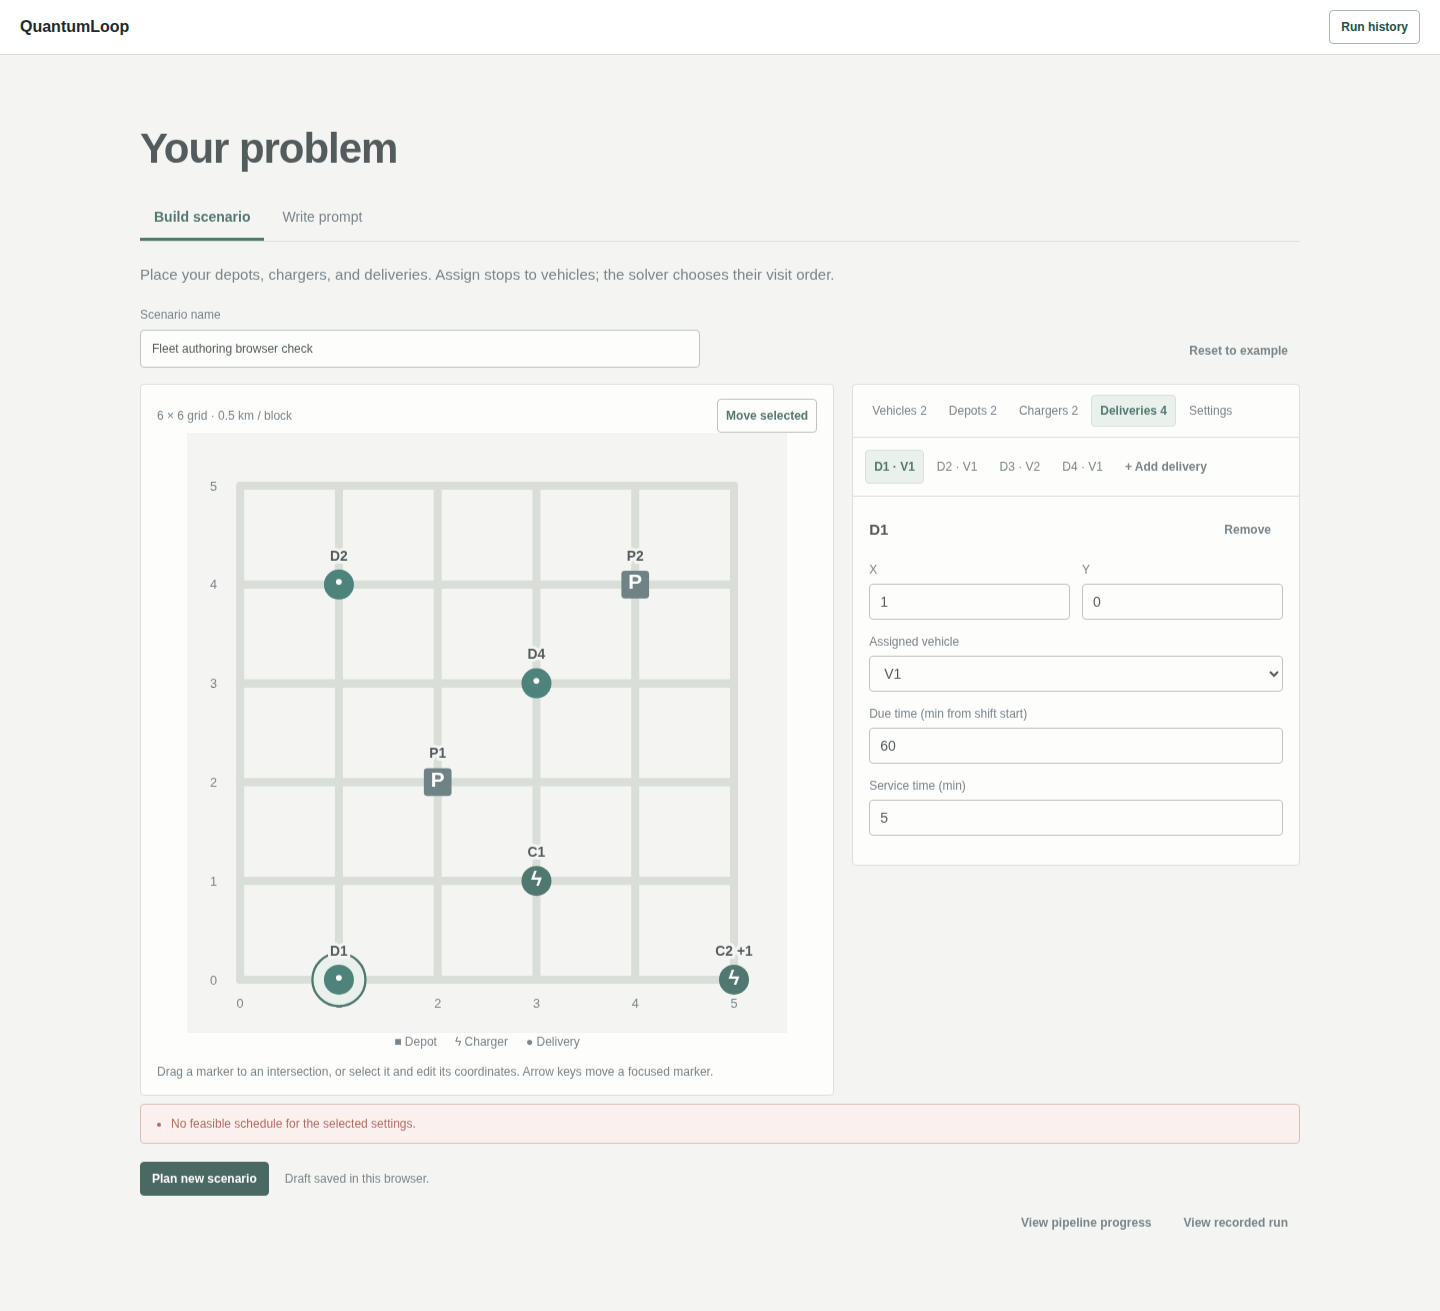 QuantumLoop
Run history
Your problem
Build scenario
Write prompt
Place your depots, chargers, and deliveries. Assign stops to vehicles; the solver chooses their visit order.
Scenario name
Fleet authoring browser check
Reset to example
6 × 6 grid · 0.5 km / block
Move selected
5
D2
P2
4
P
D4
3
P1
2
P
C1
1
D1
C2 +1
0
0
2
3
4
5
■ Depot
ϟ Charger
● Delivery
Drag a marker to an intersection, or select it and edit its coordinates. Arrow keys move a focused marker.
Vehicles 2
Depots 2
Chargers 2
Deliveries 4
Settings
D1 · V1
D2 · V1
D3 · V2
D4 · V1
+ Add delivery
D1
Remove
X
Y
1
0
Assigned vehicle
V1
Due time (min from shift start)
60
Service time (min)
5
• No feasible schedule for the selected settings.
Plan new scenario
Draft saved in this browser.
View pipeline progress
View recorded run